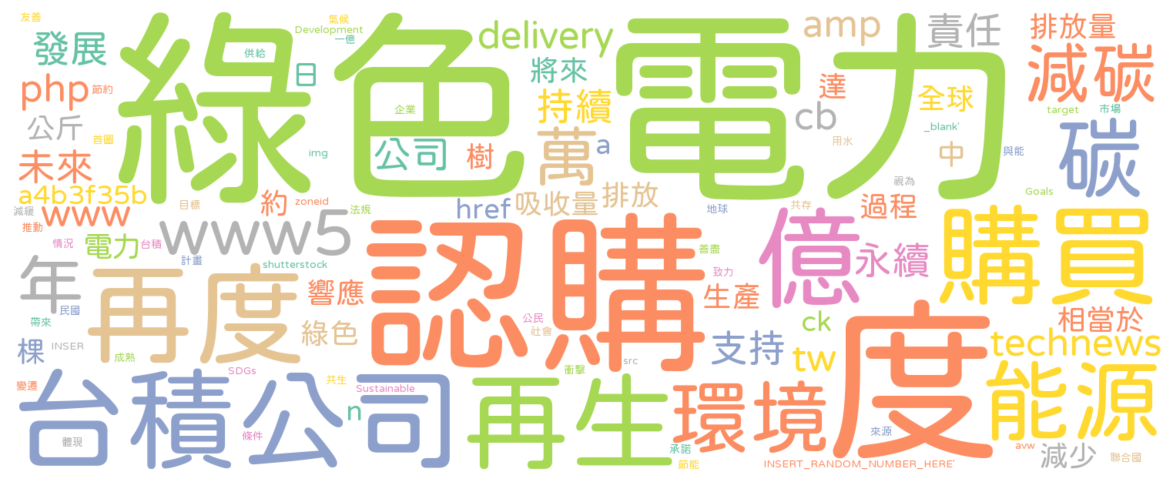 友善
氣候
Development
一億
綠色電力
delivery
amp
責任
排放量
發展
供給
日
將來
減碳
php
節約
企業
持續
達
全球
target
市場
cb
_blank'
碳
公斤
首國
公司
樹
萬
a
用水
中
與能
未來
img
a4b3f35b
目標
約
zoneid
吸收量
排放
視為
Goals
減緩
www
法規
href
地球
共存
過程
推動
www5
認購
億
購買
情況
電力
台積
善盡
永續
年
計畫
shutterstock
再度
致力
響應
生產
民國
帶來
綠色
公民
社會
ck
度
相當於
棵
INSER
成熟
支持
tw
technews
src
SDGs
衝擊
變遷
共生
Sustainable
台積公司
n
再生
環境
能源
條件
體現
承諾
來源
節能
avw
減少
聯合國
INSERT_RANDOM_NUMBER_HERE'